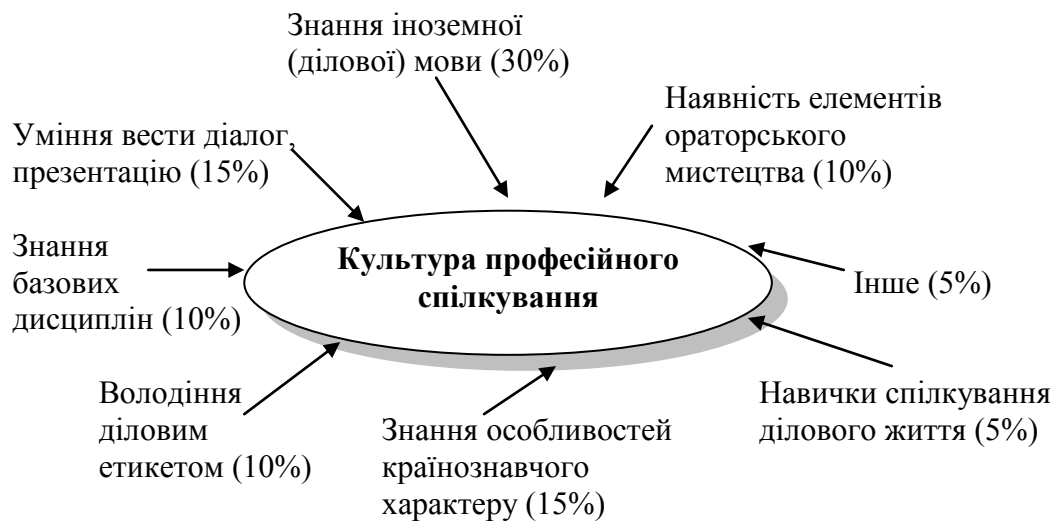 Знання іноземної
(ділової) мови (30%)
Наявність елементів
ораторського
мистецтва (10%)
Уміння вести діалог,
презентацію (15%)
Культура професійного
спілкування
Знання
базових
дисциплін (10%)
Інше (5%)
Володіння
діловим
етикетом (10%)
Знання особливостей
країнознавчого
характеру (15%)
Навички спілкування
ділового життя (5%)